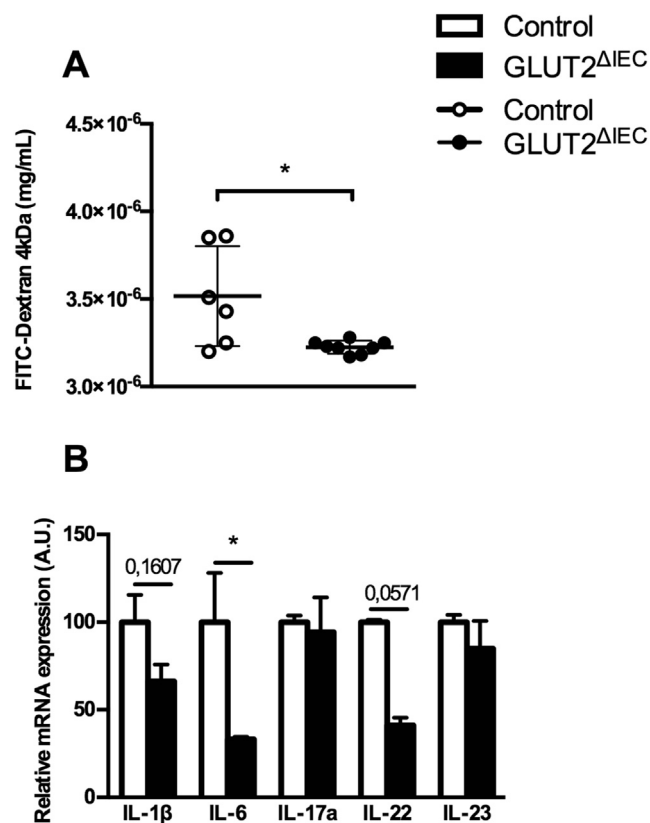 Control
GLUT2ΔIEC
Control
GLUT2ΔIEC
A
FITC-Dextran 4kDa (mg/mL)
4.5×10-6
4.0×10-6
3.5×10-6
3.0×10-6
*
B
Relative mRNA expression (A.U.)
150
100
50
0
0,1607
*
0,0571
IL-1β IL-6 IL-17a IL-22 IL-23